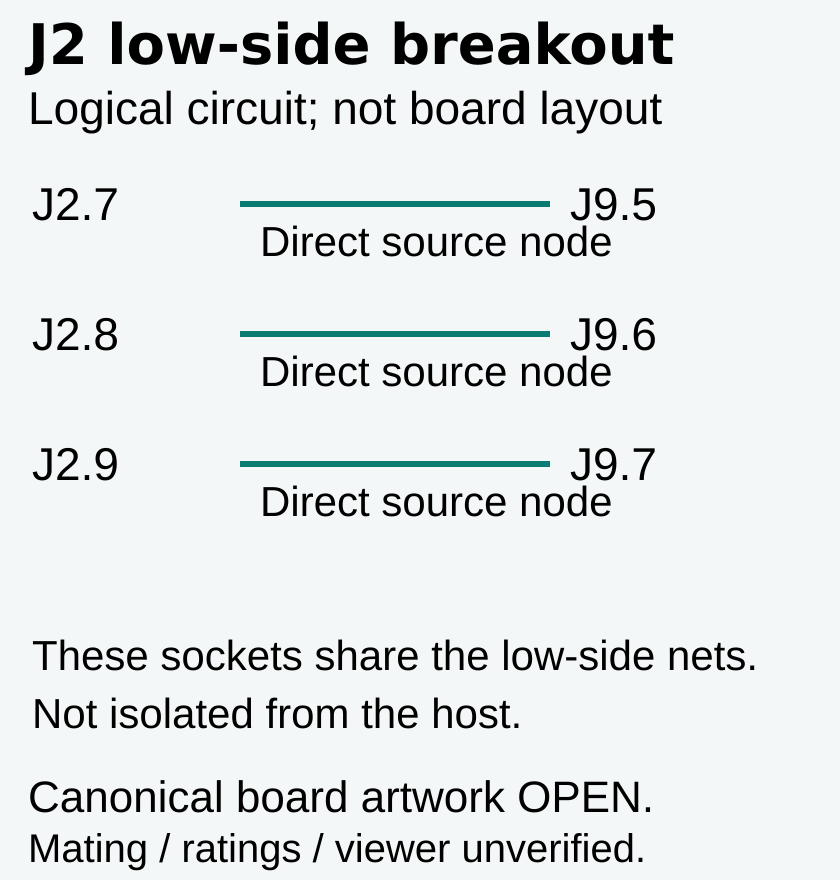 J2 low-side breakout
Logical circuit; not board layout
J2.7 J9.5
Direct source node
J2.8 J9.6
Direct source node
J2.9 J9.7
Direct source node
These sockets share the low-side nets.
Not isolated from the host.
Canonical board artwork OPEN.
Mating / ratings / viewer unverified.